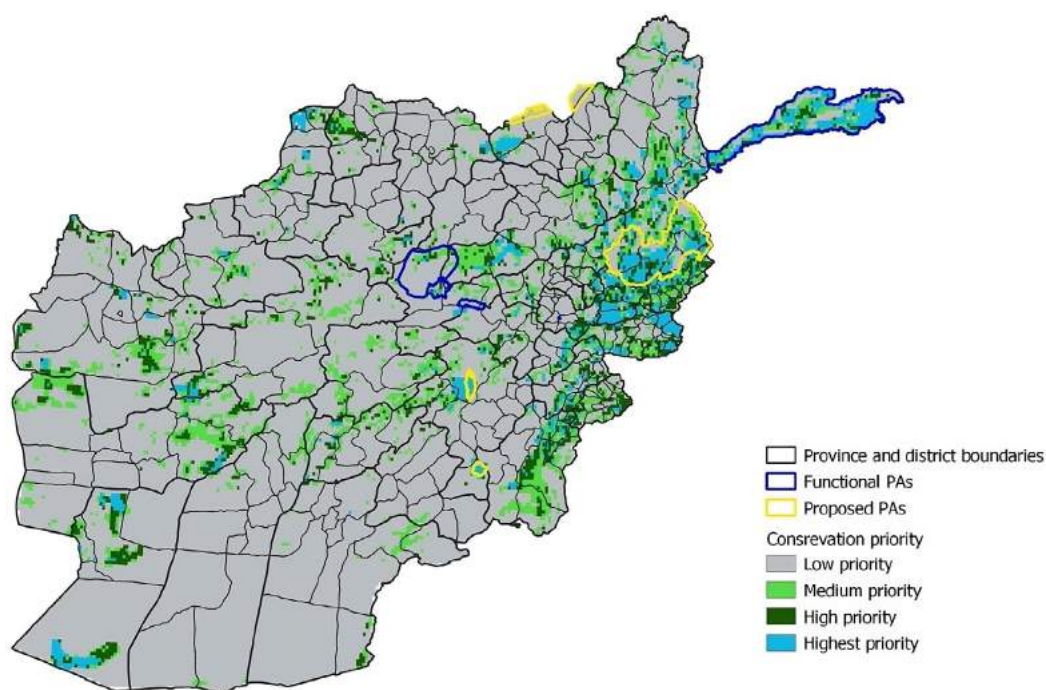 Province and district boundaries
Functional PAs
Proposed PAs
Consrevation priority
Low priority
Medium priority
High priority
Highest priority